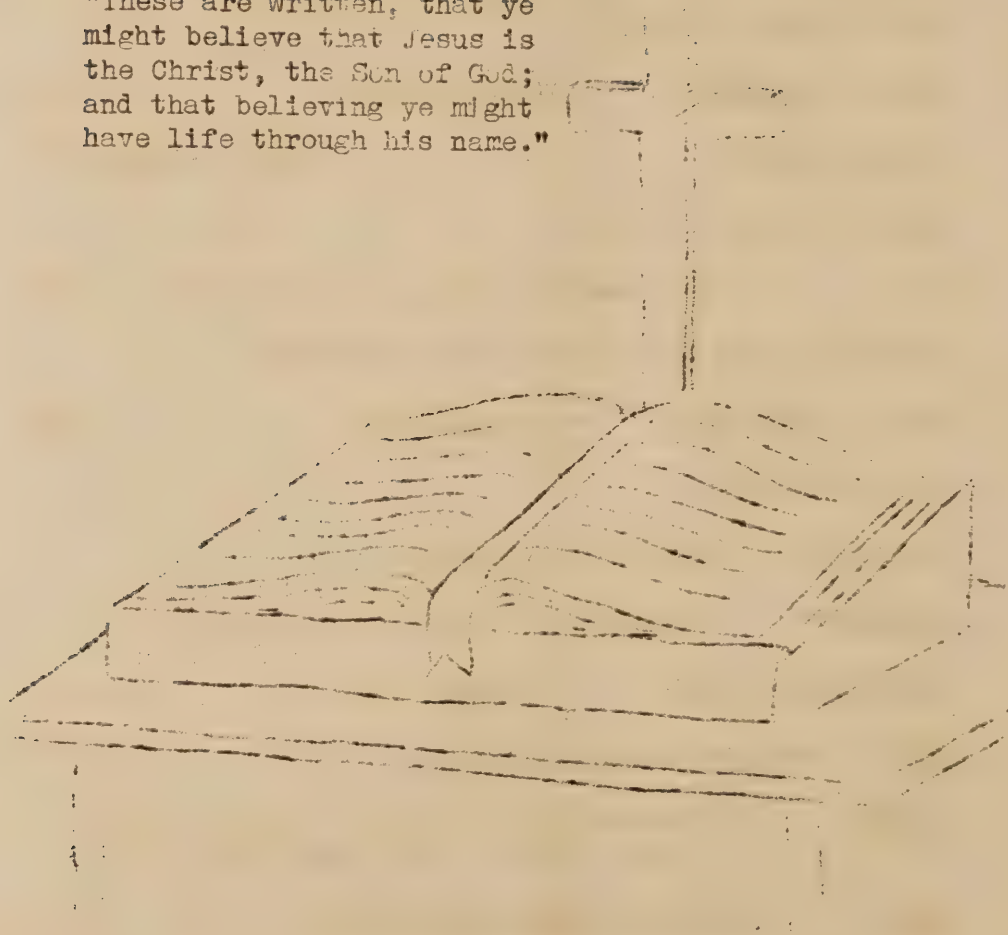 "These are written, that ye
might believe that Jesus is
the Christ, the Son of God;
and that believing ye might
have life through his name."